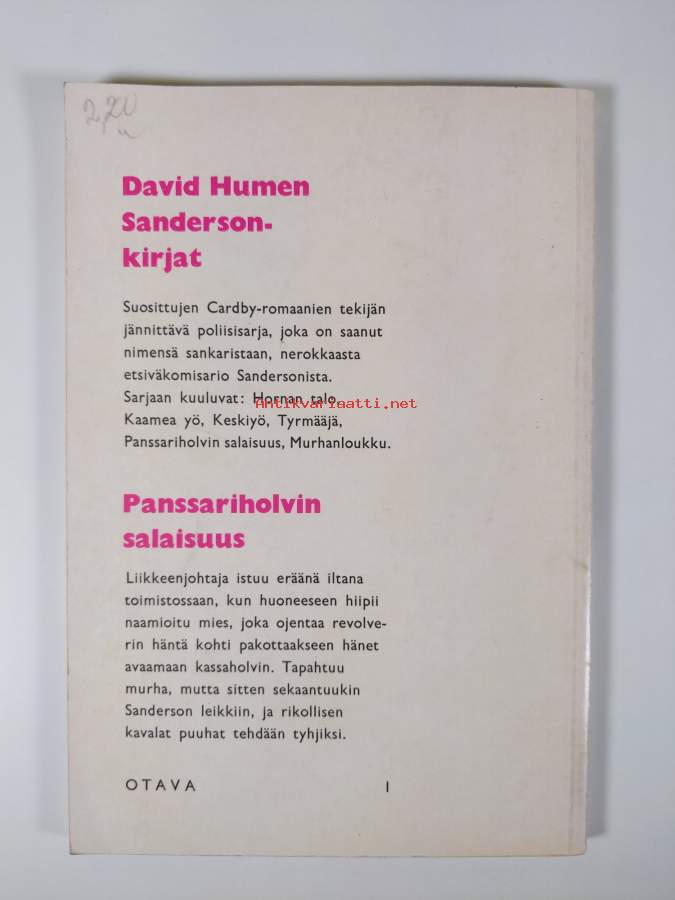 2,20
David Humen
Sanderson-
kirjat
Suosittujen Cardby-romaanien tekijän
jännittävä poliisisarja, joka on saanut
nimensä sankaristaan, nerokkaasta
etsiväkomisario Sandersonista.
Sarjaan kuuluvat: Hornan talo,
Antikvariaatti.net
Kaamea yö, Keskiyö, Tyrmääjä,
Panssariholvin salaisuus, Murhanloukku.
Panssariholvin
salaisuus
Liikkeenjohtaja istuu eräänä iltana
toimistossaan, kun huoneeseen hiipii
naamioitu mies, joka ojentaa revolve-
rin häntä kohti pakottaakseen hänet
avaamaan kassaholvin. Tapahtuu
murha, mutta sitten sekaantuukin
Sanderson leikkiin, ja rikollisen
kavalat puuhat tehdään tyhjiksi.
OTAVA I